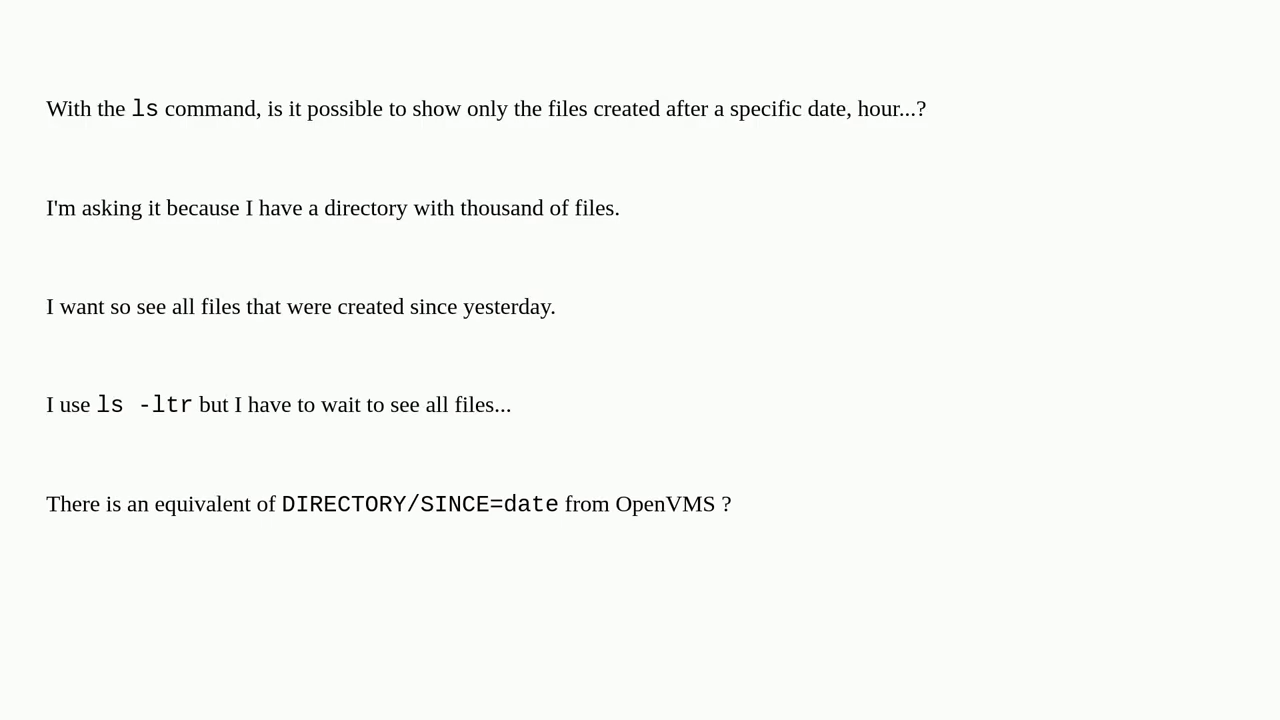 With the ls command, is it possible to show only the files created after a specific date, hour...?
I'm asking it because I have a directory with thousand of files.
I want so see all files that were created since yesterday.
I use ls -ltr but I have to wait to see all files...
There is an equivalent of DIRECTORY/SINCE=date from OpenVMS ?